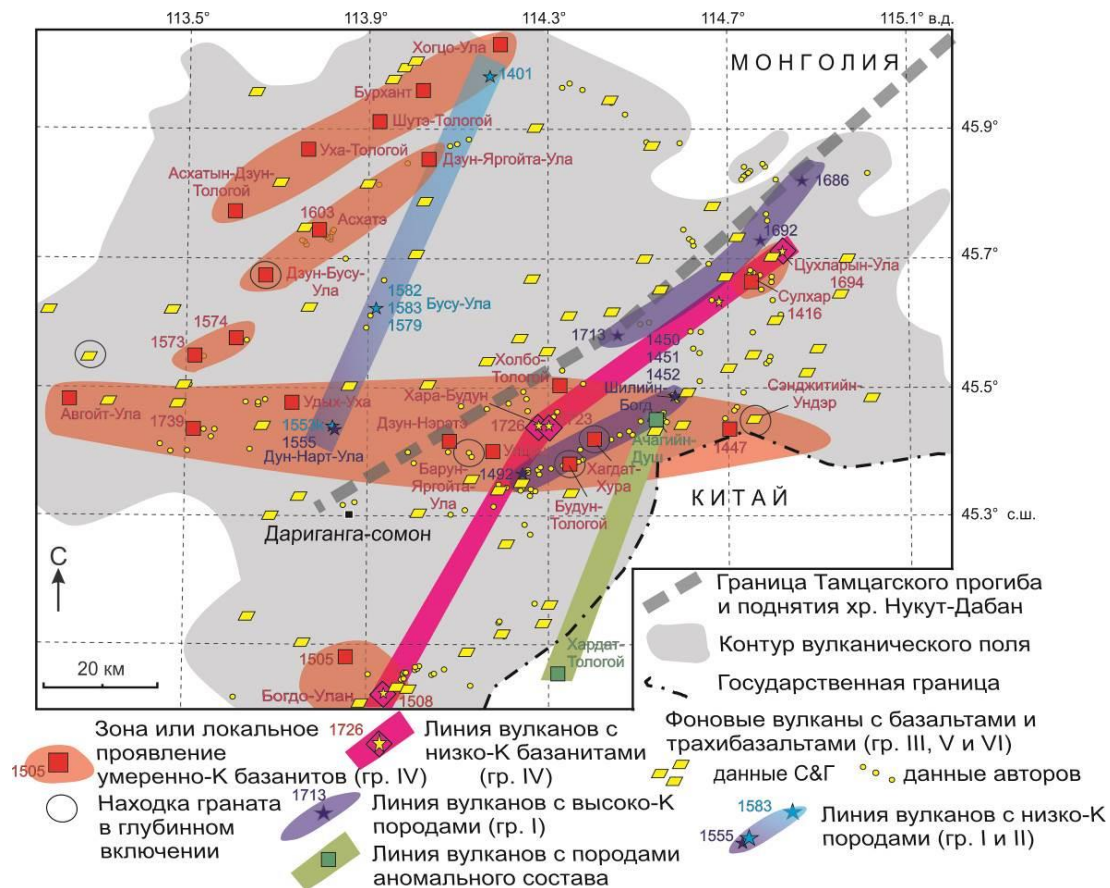 113.5° 113.9° 114.3° 114.7° 115.1° в.д.
Хогцо-Ула
1401
МОНГОЛИЯ
Бурхант
Шутэ-Тологой
45.9°
Уха-Тологой
Дзун-Яргойта-Ула
Асхатын-Дзун-
Тологой
1686
1603
Асхатэ
1692
45.7°
Дзун-Бусу-
Ула
Цухларын-Ула
1694
1582
1583
1579
Бусу-Ула
Сулхар
1416
1574
1573
1713
1450
1451
1452
Холбо-
Тологой
Шилийн-
Богд
Сэнджитийн-
Ундэр
45.5°
Хара-Будун
Авгойт-Ула
Удых-Уха
1739
1553
1555
Дзун-Нэрэтэ
1726
1723
Дун-Нарт-Ула
Улц
Ачагийн-
Душ
1447
Барун-
Яргойта-
Ула
1492
Хагдат-
Хура
Будун-
Тологой
КИТАЙ
45.3° с.ш.
Дариганга-сомон
С
Хардат-
Тологой
1505
20 км
Богдо-Улан
1508
Граница Тамцагского прогиба
и поднятия хр. Нукут-Дабан
Контур вулканического поля
Государственная граница
Зона или локальное
проявление
умеренно-К базанитов (гр. IV)
1505
Находка граната
в глубинном
включении
1726
Линия вулканов с
низко-К базанитами
(гр. IV)
1713
Линия вулканов с высоко-К
породами (гр. I)
Линия вулканов с породами
аномального состава
Фоновые вулканы с базальтами и
трахибазальтами (гр. III, V и VI)
данные С&Г
данные авторов
1583
1555
Линия вулканов с низко-К
породами (гр. I и II)